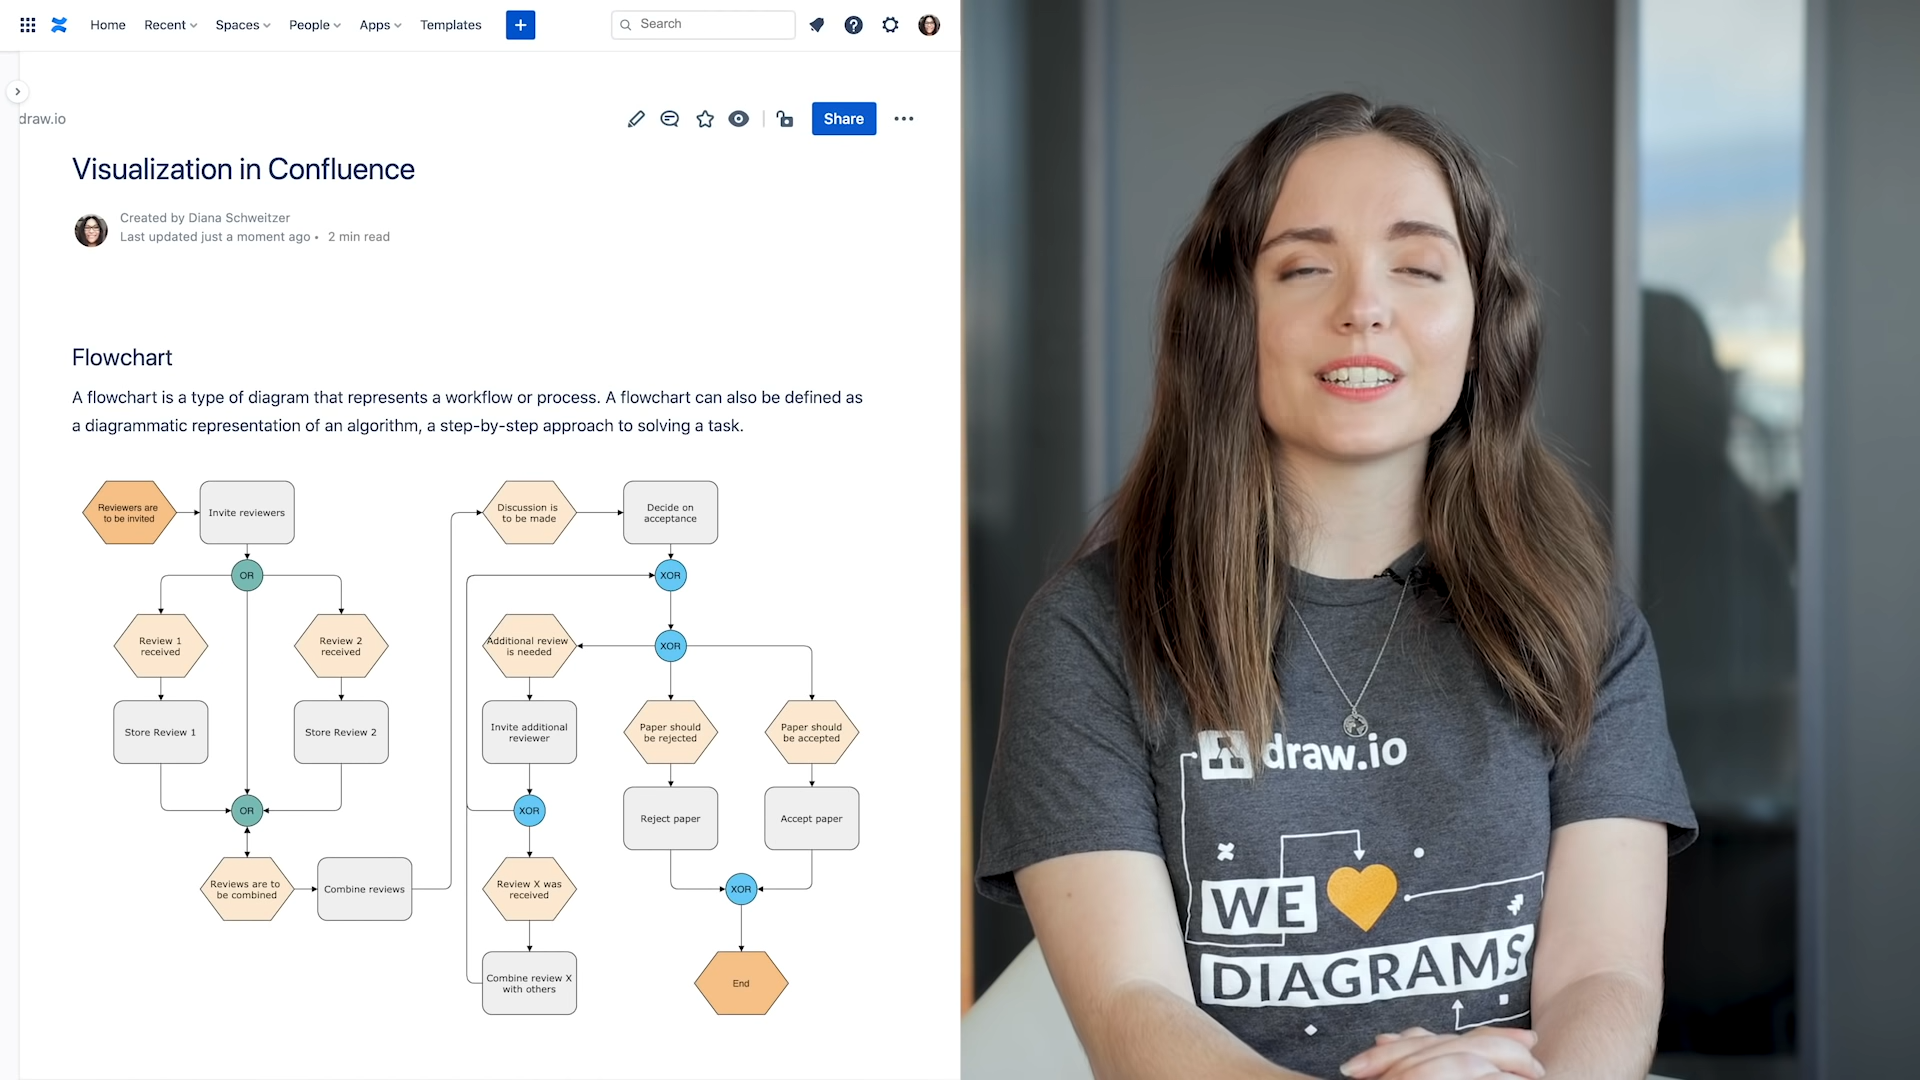 Home Recent Spaces People Apps Templates + Search ?
draw.io
Share
Visualization in Confluence
Created by Diana Schweitzer
Last updated just a moment ago • 2 min read
Flowchart
A flowchart is a type of diagram that represents a workflow or process. A flowchart can also be defined as
a diagrammatic representation of an algorithm, a step-by-step approach to solving a task.
Reviewers are
to be invited
Invite reviewers
OR
Review 1
received
Review 2
received
Store Review 1
Store Review 2
OR
Reviews are to
be combined
Combine reviews
Discussion is
to be made
Decide on
acceptance
XOR
Additional review
is needed
XOR
Invite additional
reviewer
Paper should
be rejected
Paper should
be accepted
XOR
Reject paper
Accept paper
Review X was
received
XOR
Combine review X
with others
End
draw.io
WE
DIAGRAMS